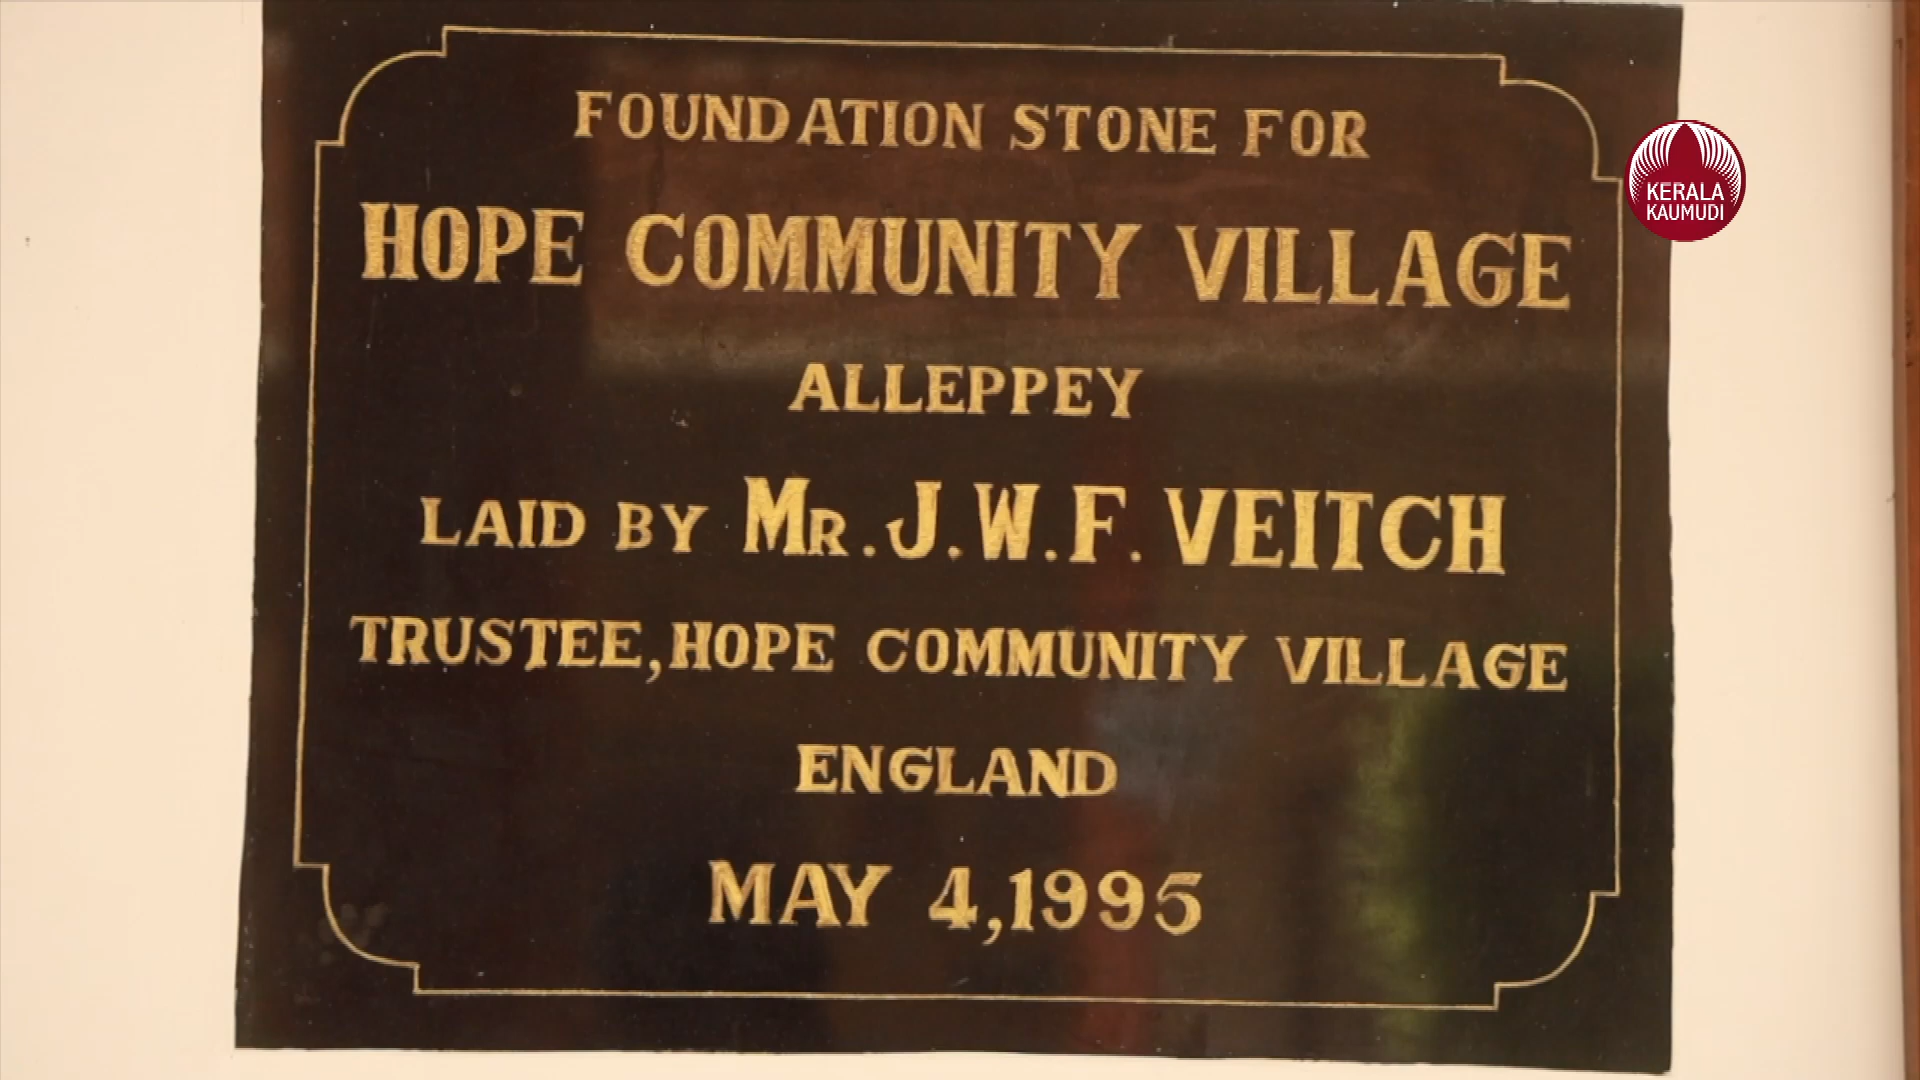 FOUNDATION STONE FOR
HOPE COMMUNITY VILLAGE
ALLEPPEY
LAID BY MR. J.W.F. VEITCH
TRUSTEE, HOPE COMMUNITY VILLAGE
ENGLAND
MAY 4,1995
KERALA
KAUMUDI